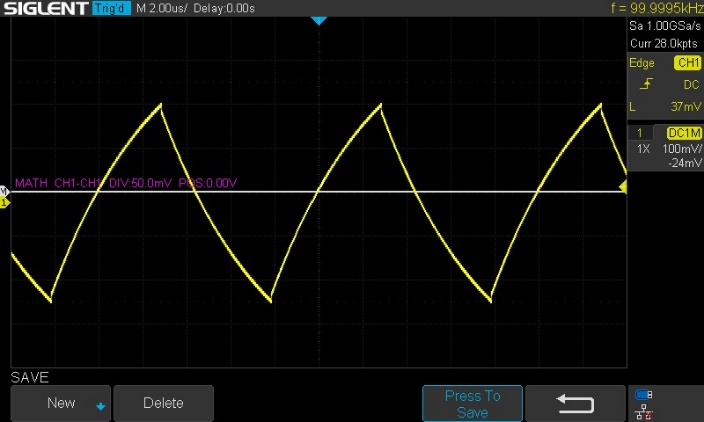 SIGLENT Trig'd M 2.00us/ Delay:0.00s f = 99.9995kHz
Sa 1.00GSa/s
Curr 28.0kpts
Edge CH1
DC
L 37mV
1 DC1M
1X 100mV/
-24mV
MATH CH1-CH1 DIV:50.0mV POS:0.00V
M
1
SAVE
New
Delete
Press To
Save